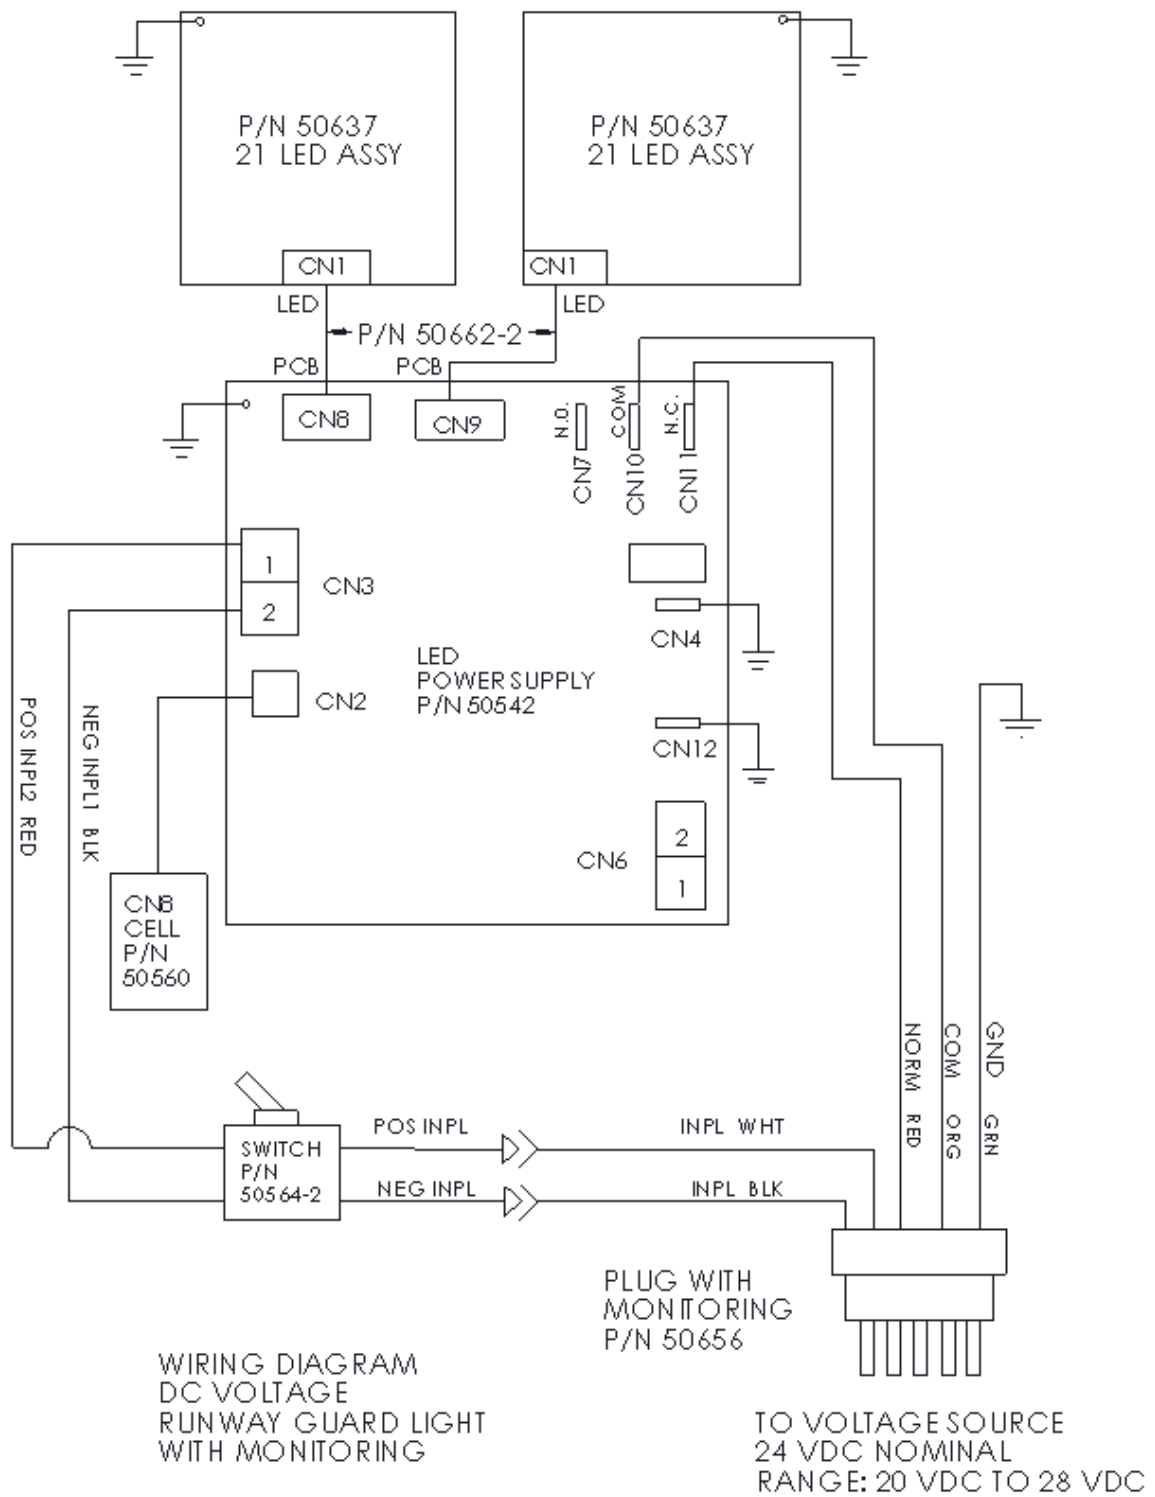 P/N 50637
21 LED ASSY
P/N 50637
21 LED ASSY
CN1
CN1
LED
LED
P/N 50662-2
PCB
PCB
CN8
CN9
N.O.
CN7
COM
CN10
N.C.
CN11
1
2
CN3
CN4
LED
POWER SUPPLY
P/N 50542
CN2
CN12
2
1
CN6
POS INPL2 RED
NEG INPL1 BLK
CN8
CELL
P/N
50560
NORM RED
COM ORG
GND GRN
SWITCH
P/N
50564-2
POS INPL
INPL WHT
NEG INPL
INPL BLK
PLUG WITH
MONITORING
P/N 50656
WIRING DIAGRAM
DC VOLTAGE
RUNWAY GUARD LIGHT
WITH MONITORING
TO VOLTAGE SOURCE
24 VDC NOMINAL
RANGE: 20 VDC TO 28 VDC